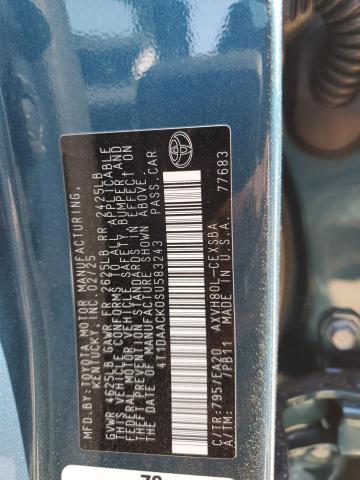 MFD.BY:TOYOTA MOTOR MANUFACTURING,
KENTUCKY, INC. 02/25
GVWR 4625LB GAWR FR 2625LB RR 2425LB
THIS VEHICLE CONFORMS TO ALL APPLICABLE
FEDERAL MOTOR VEHICLE SAFETY, BUMPER, AND
THEFT PREVENTION STANDARDS IN EFFECT ON
THE DATE OF MANUFACTURE SHOWN ABOVE.
4T1DAACK0SU583243 PASS.CAR
C/TR:795/EA20 AXVH80L-CEXSBA
A/TM: /PB11 MADE IN U.S.A.
77683